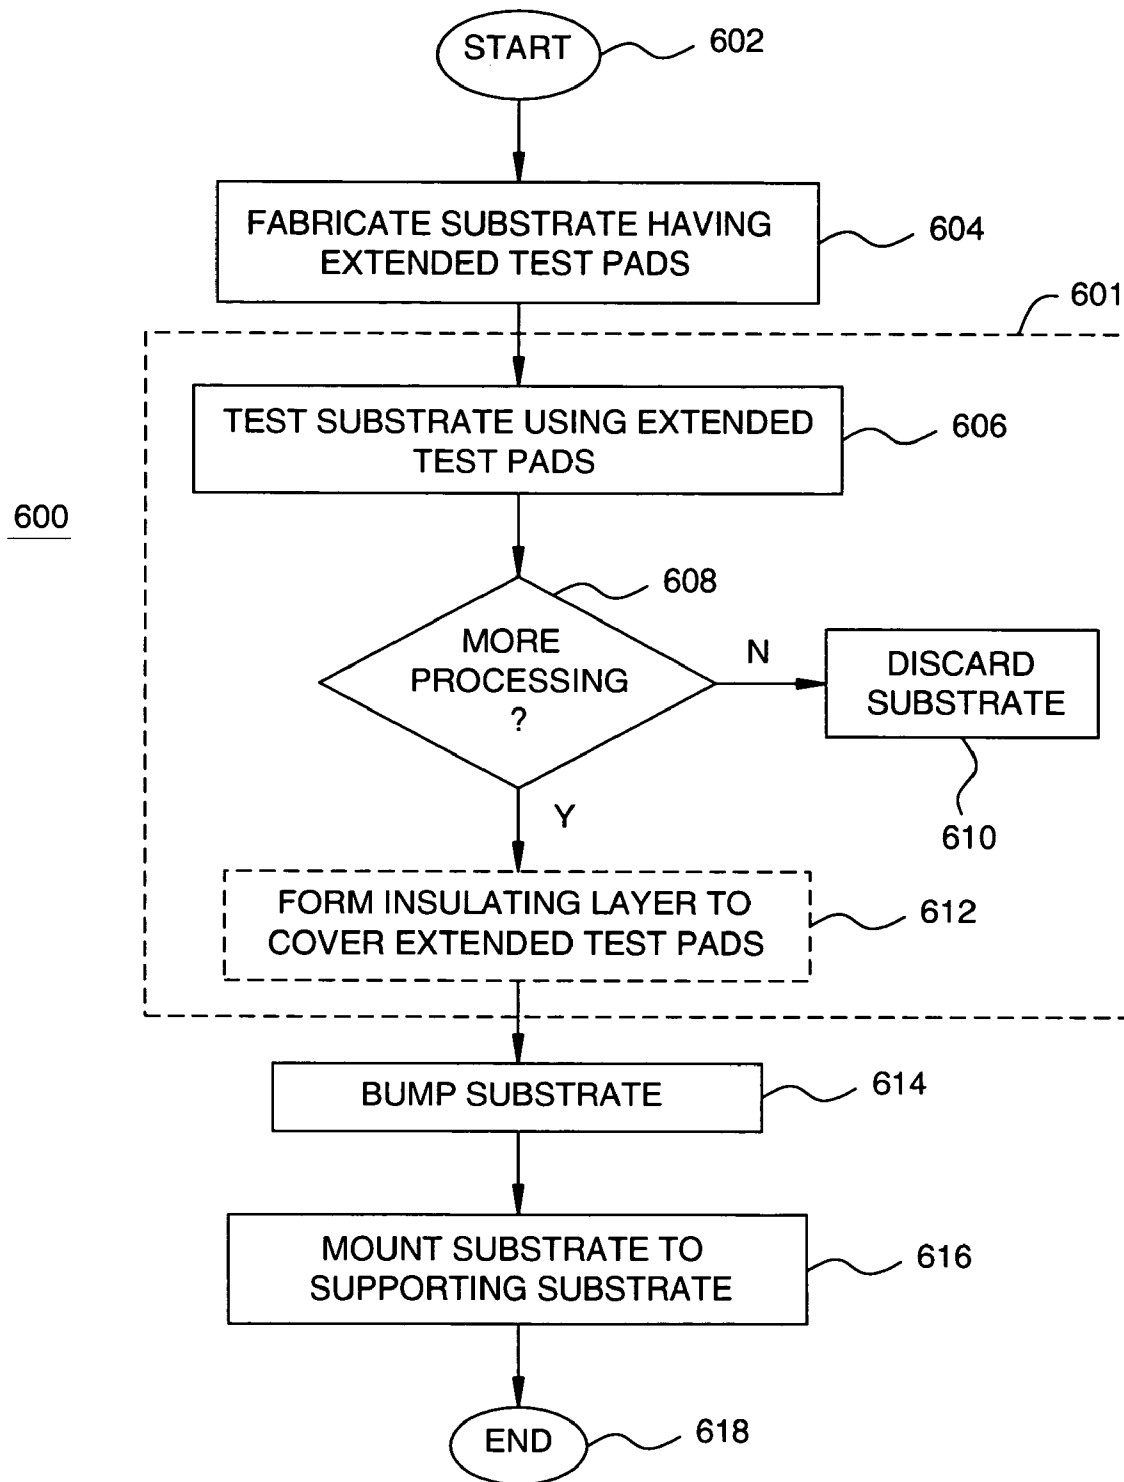 START
602
FABRICATE SUBSTRATE HAVING
EXTENDED TEST PADS
604
601
TEST SUBSTRATE USING EXTENDED
TEST PADS
606
600
608
MORE
PROCESSING
?
N
DISCARD
SUBSTRATE
610
Y
FORM INSULATING LAYER TO
COVER EXTENDED TEST PADS
612
BUMP SUBSTRATE
614
MOUNT SUBSTRATE TO
SUPPORTING SUBSTRATE
616
END
618